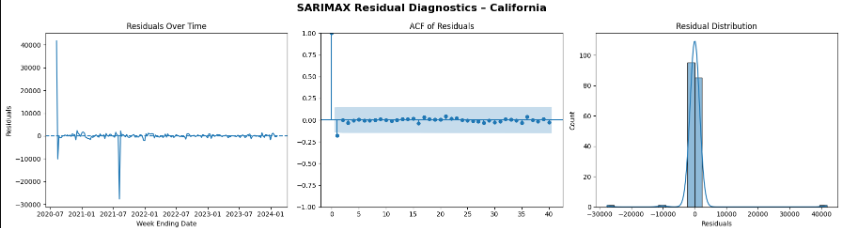 SARIMAX Residual Diagnostics – California
Residuals Over Time
Residuals
40000
30000
20000
10000
0
−10000
−20000
−30000
2020-07 2021-01 2021-07 2022-01 2022-07 2023-01 2023-07 2024-01
Week Ending Date
ACF of Residuals
1.00
0.75
0.50
0.25
0.00
−0.25
−0.50
−0.75
−1.00
0 5 10 15 20 25 30 35 40
Residual Distribution
Count
100
80
60
40
20
0
−30000 −20000 −10000 0 10000 20000 30000 40000
Residuals